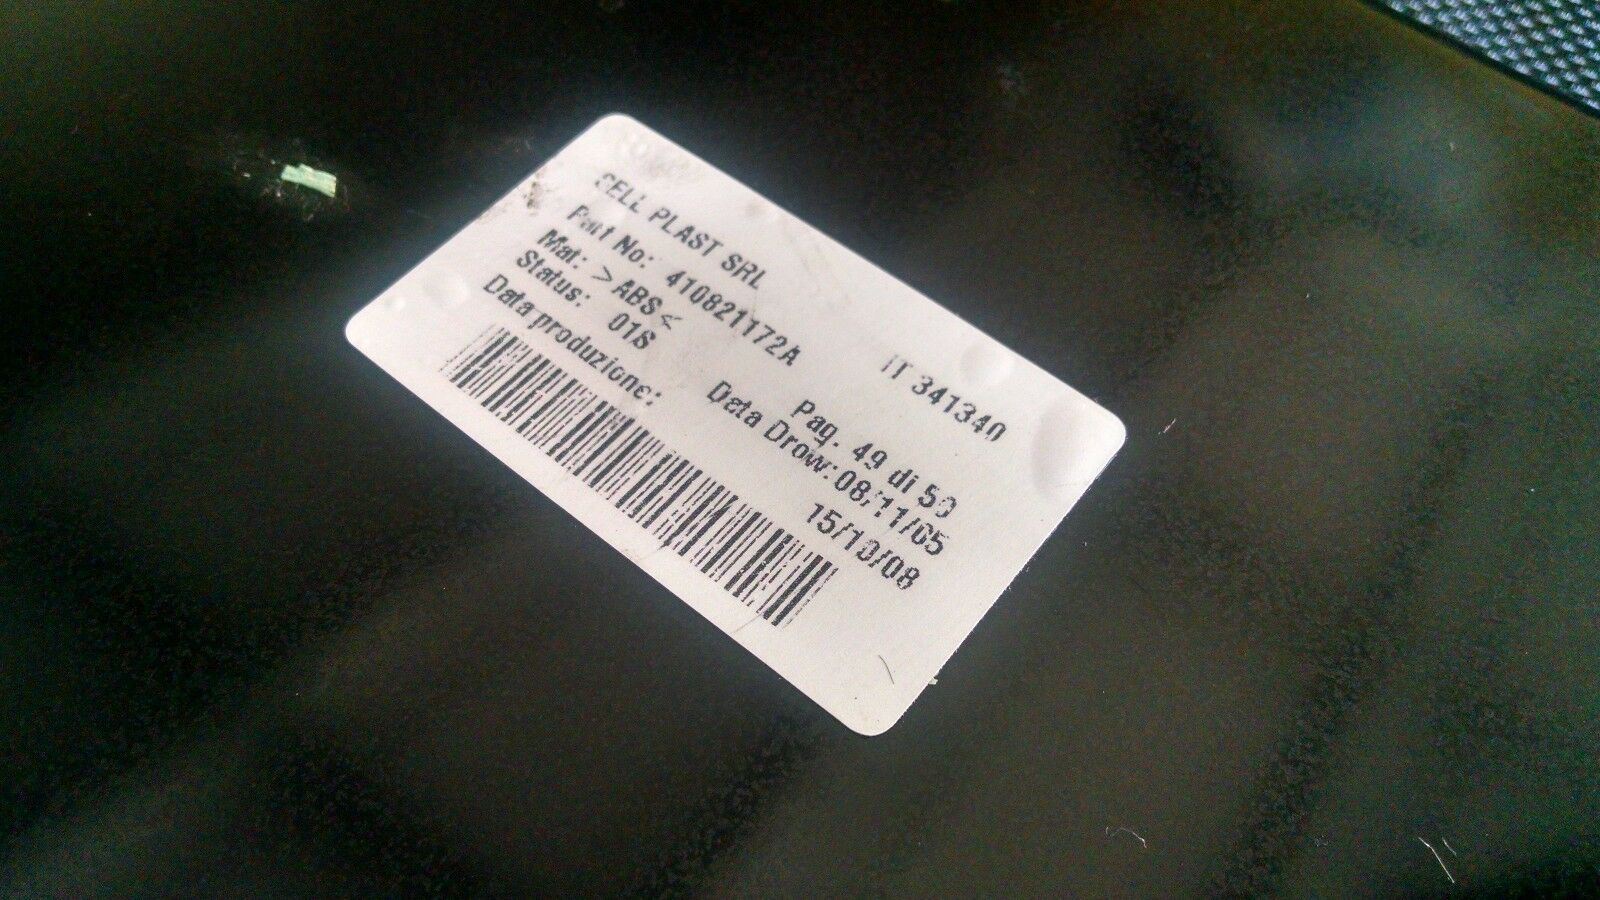 CELL PLAST SRL IT 341340
Part No: 410821172A
Mat: >ABS< Pag. 49 di 50
Status: 01S Data Drow: 08/11/05
Data produzione: 15/10/08